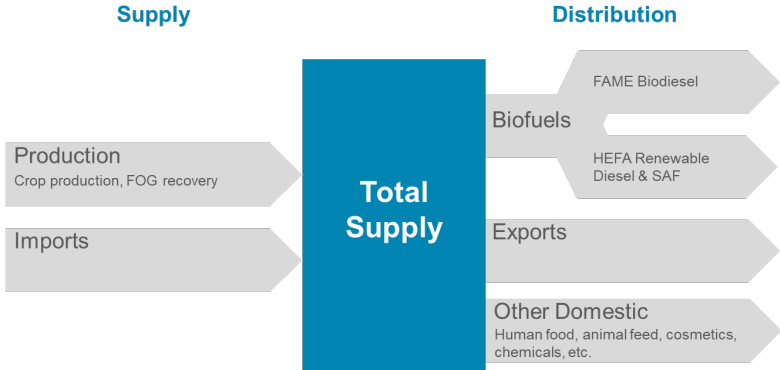 Supply
Distribution
Production
Crop production, FOG recovery
Imports
Total
Supply
Biofuels
FAME Biodiesel
HEFA Renewable
Diesel & SAF
Exports
Other Domestic
Human food, animal feed, cosmetics,
chemicals, etc.